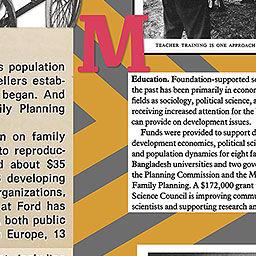 s population
ellers estab-
began. And
ily Planning
n on family
to reproduc-
d about $35
developing
rganizations,
at Ford has
both public
Europe, 13
M
TEACHER TRAINING IS ONE APPROACH
Education. Foundation-supported s
the past has been primarily in econom
fields as sociology, political science, a
receiving increased attention for the
can provide on development issues.
Funds were provided to support d
development economics, political sci
and population dynamics for eight fa
Bangladesh universities and two gov
the Planning Commission and the M
Family Planning. A $172,000 grant
Science Council is improving commu
scientists and supporting research an